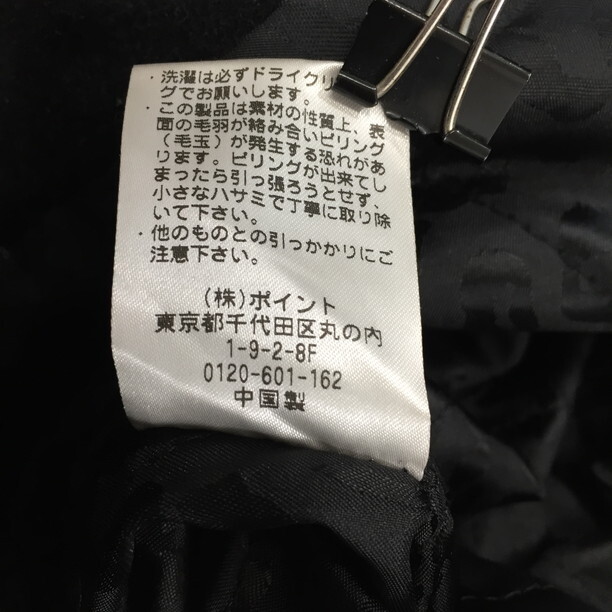 ・洗濯は必ずドライクリ
グでお願いします。
・この製品は素材の性質上、表
面の毛羽が絡み合いピリング
（毛玉）が発生する恐れがあ
ります。ピリングが出来てし
まったら引っ張ろうとせず、
小さなハサミで丁寧に取り除
いて下さい。
・他のものとの引っかかりにご
注意下さい。
(株)ポイント
東京都千代田区丸の内
1-9-2-8F
0120-601-162
中国製